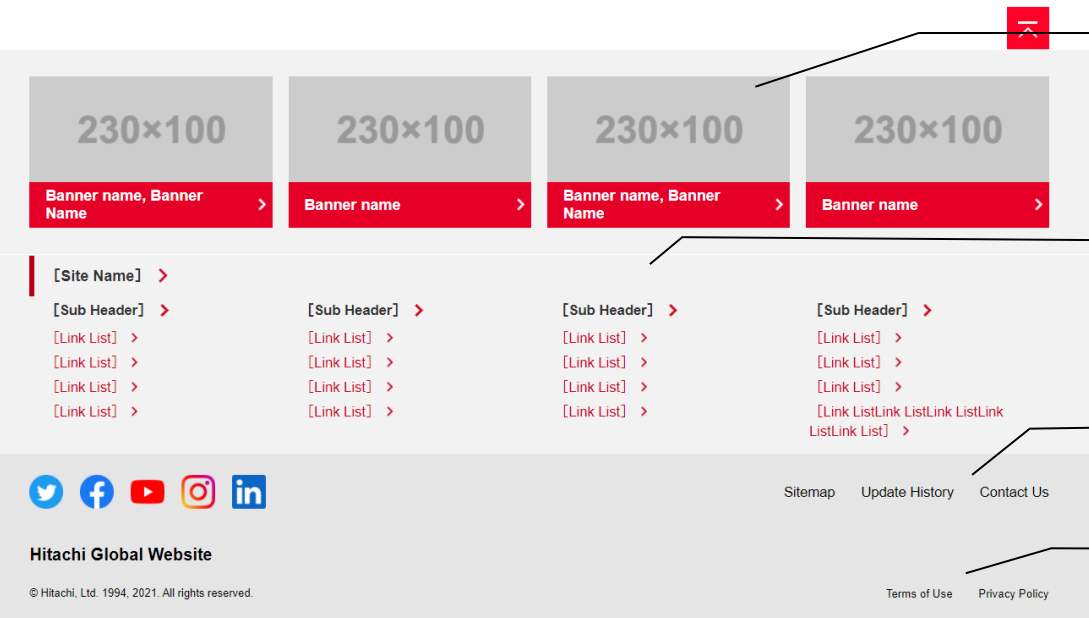 230×100 230×100 230×100 230×100
Banner name, Banner Name
Banner name
Banner name, Banner Name
Banner name
[Site Name]
[Sub Header] [Sub Header] [Sub Header] [Sub Header]
[Link List] [Link List] [Link List] [Link List]
[Link List] [Link List] [Link List] [Link List]
[Link List] [Link List] [Link List] [Link List]
[Link List] [Link List] [Link List] [Link ListLink ListLink ListLink
ListLink List]
in
Sitemap Update History Contact Us
Hitachi Global Website
© Hitachi, Ltd. 1994, 2021. All rights reserved.
Terms of Use Privacy Policy